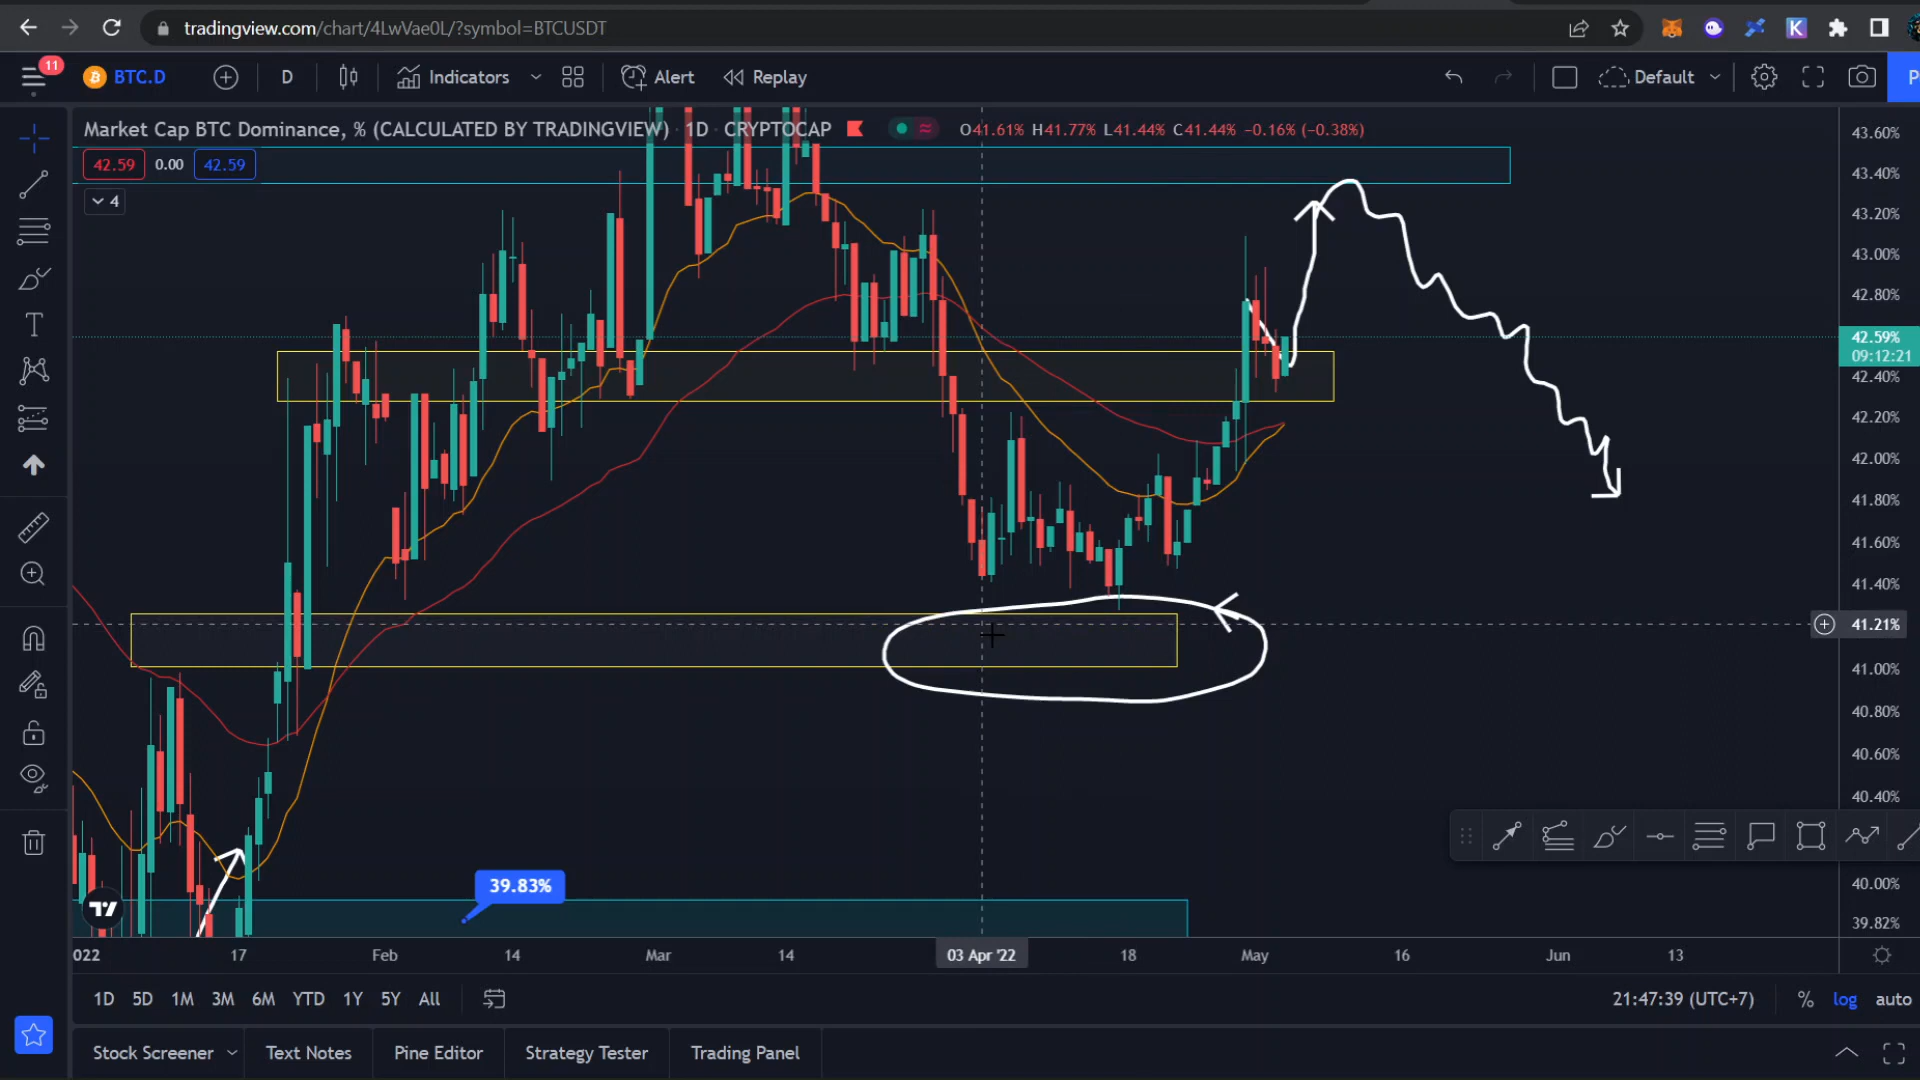 tradingview.com/chart/4LwVae0L/?symbol=BTCUSDT
K
11
BTC.D
D
Indicators
Alert
Replay
Default
Market Cap BTC Dominance, % (CALCULATED BY TRADINGVIEW) · 1D · CRYPTOCAP
O41.61% H41.77% L41.44% C41.44% −0.16% (−0.38%)
42.59 0.00 42.59
4
43.60%
43.40%
43.20%
43.00%
42.80%
42.59%
09:12:21
42.40%
42.20%
42.00%
41.80%
41.60%
41.40%
41.21%
41.00%
40.80%
40.60%
40.40%
40.00%
39.82%
39.83%
022 17 Feb 14 Mar 14 03 Apr '22 18 May 16 Jun 13
1D 5D 1M 3M 6M YTD 1Y 5Y All
21:47:39 (UTC+7) % log auto
Stock Screener Text Notes Pine Editor Strategy Tester Trading Panel